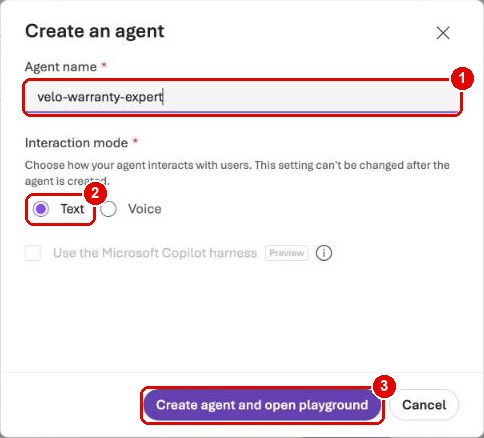 Create an agent
Agent name *
1
velo-warranty-expert
Interaction mode *
Choose how your agent interacts with users. This setting can't be changed after the
agent is created.
2
Text Voice
Use the Microsoft Copilot harness Preview
3
Create agent and open playground Cancel